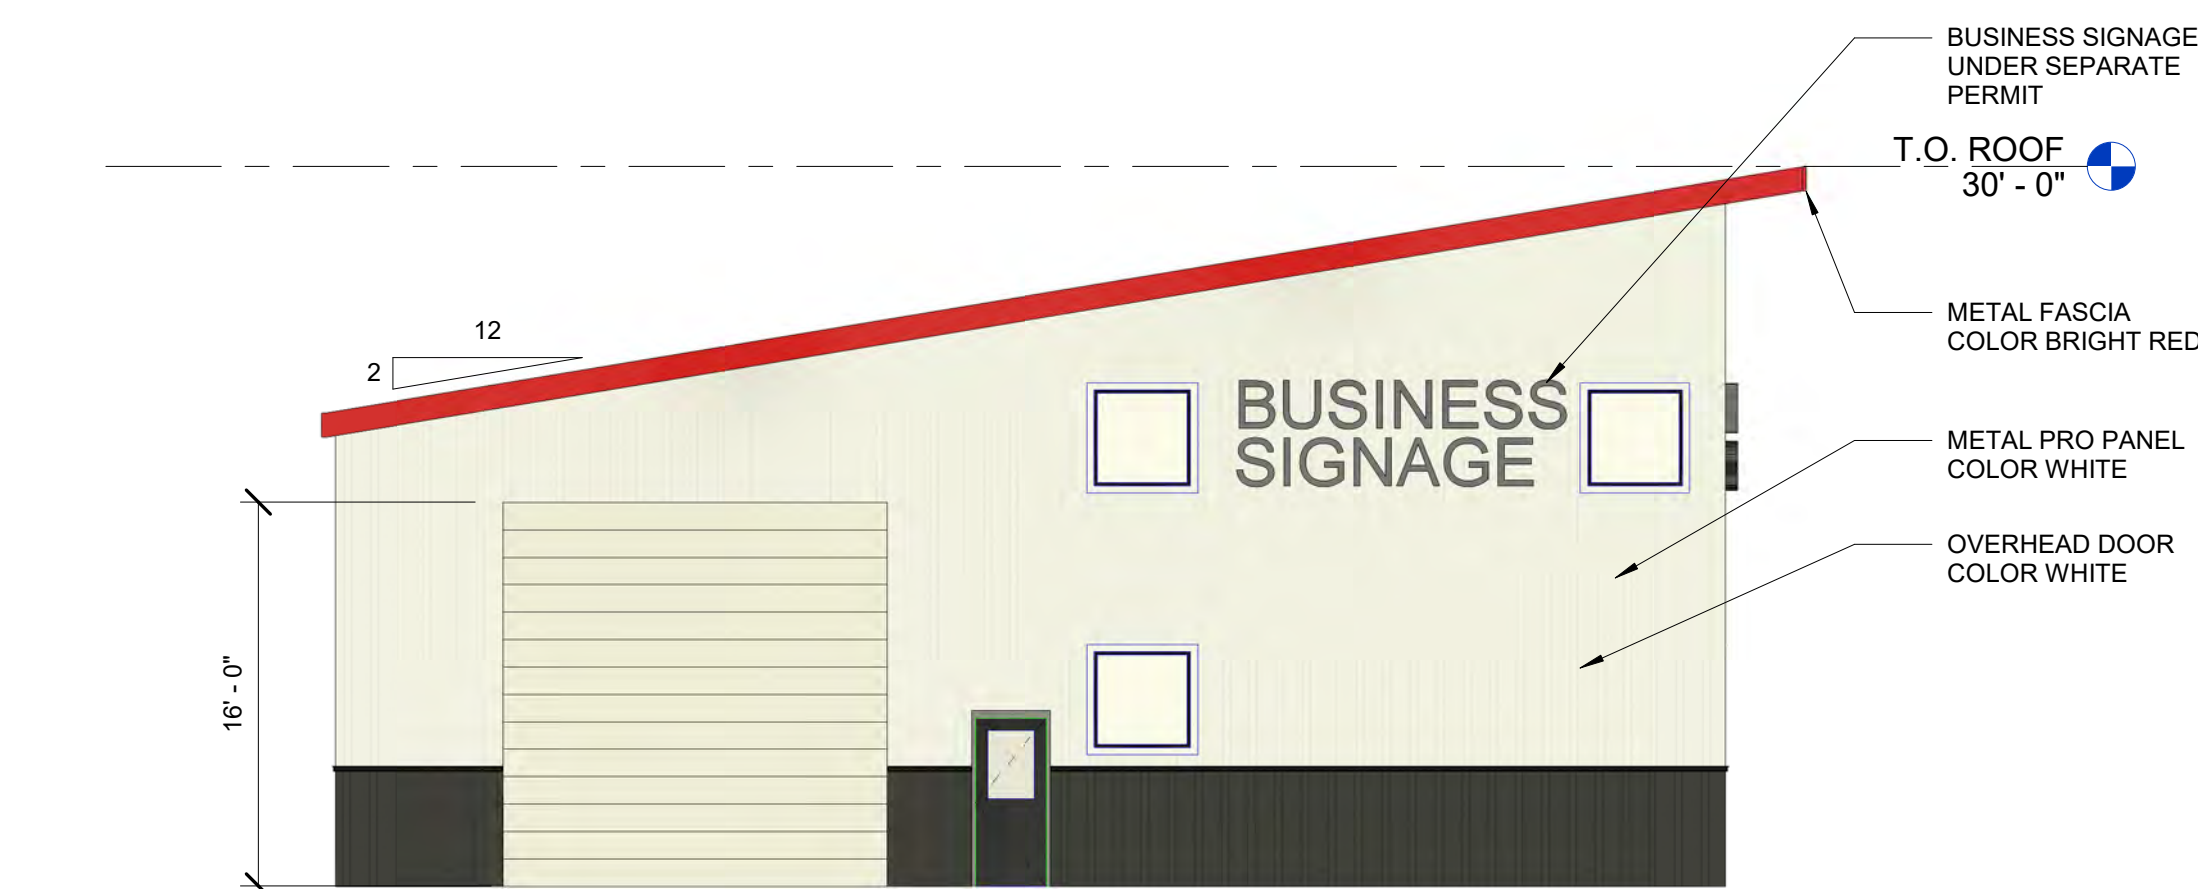 BUSINESS SIGNAGE
UNDER SEPARATE
PERMIT
T.O. ROOF
30' - 0"
12
2
METAL FASCIA
COLOR BRIGHT RED
BUSINESS
SIGNAGE
METAL PRO PANEL
COLOR WHITE
OVERHEAD DOOR
COLOR WHITE
16' - 0"